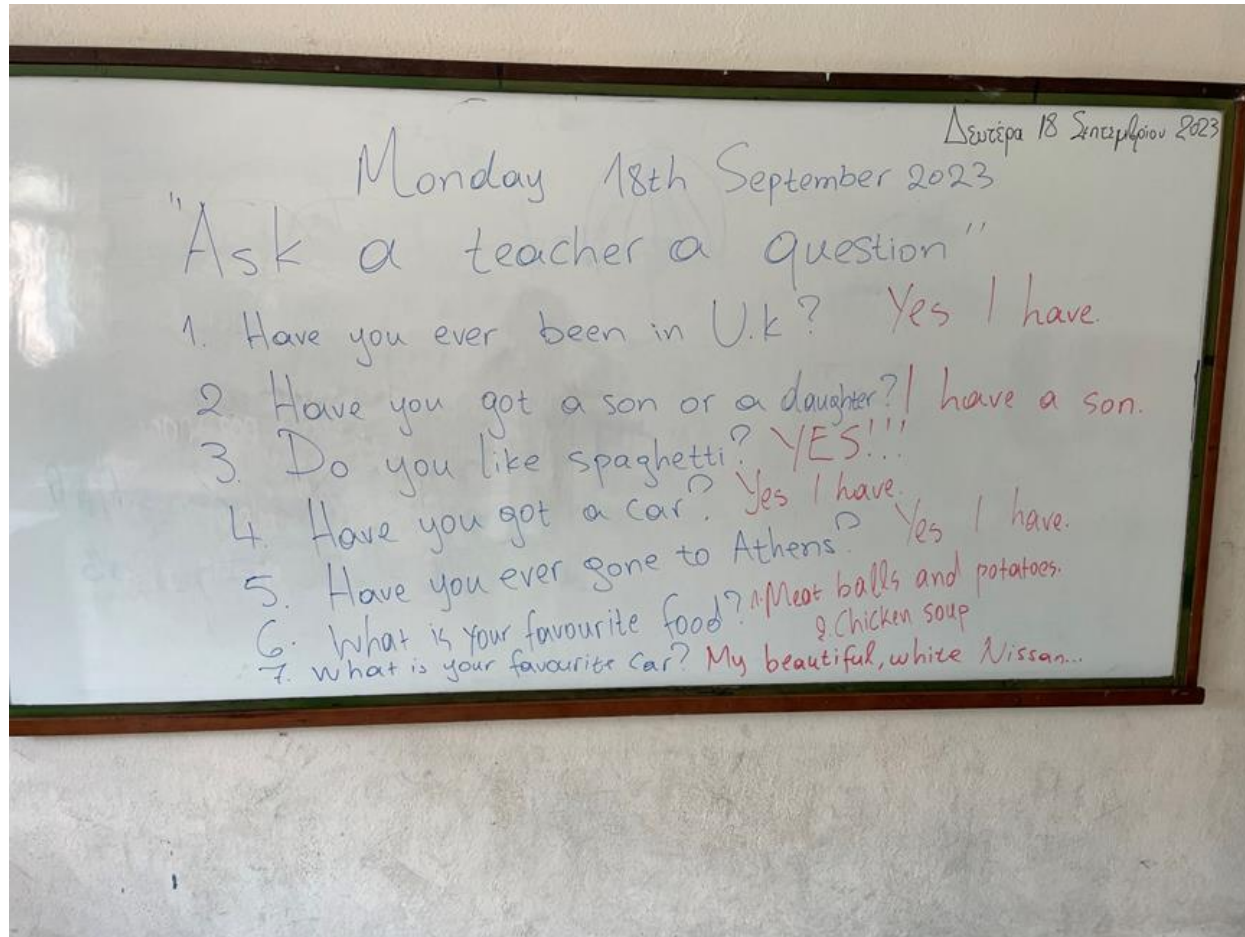 Δευτέρα 18 Σεπτεμβρίου 2023
Monday 18th September 2023
"Ask a teacher a question"
1. Have you ever been in U.k? Yes I have.
2 Have you got a son or a daughter? I have a son.
3. Do you like spaghetti? YES!!!
4. Have you got a car? Yes I have.
5. Have you ever gone to Athens? Yes I have.
6. What is your favourite food? 1. Meat balls and potatoes.
2. Chicken soup
7. What is your favourite car? My beautiful, white Nissan...